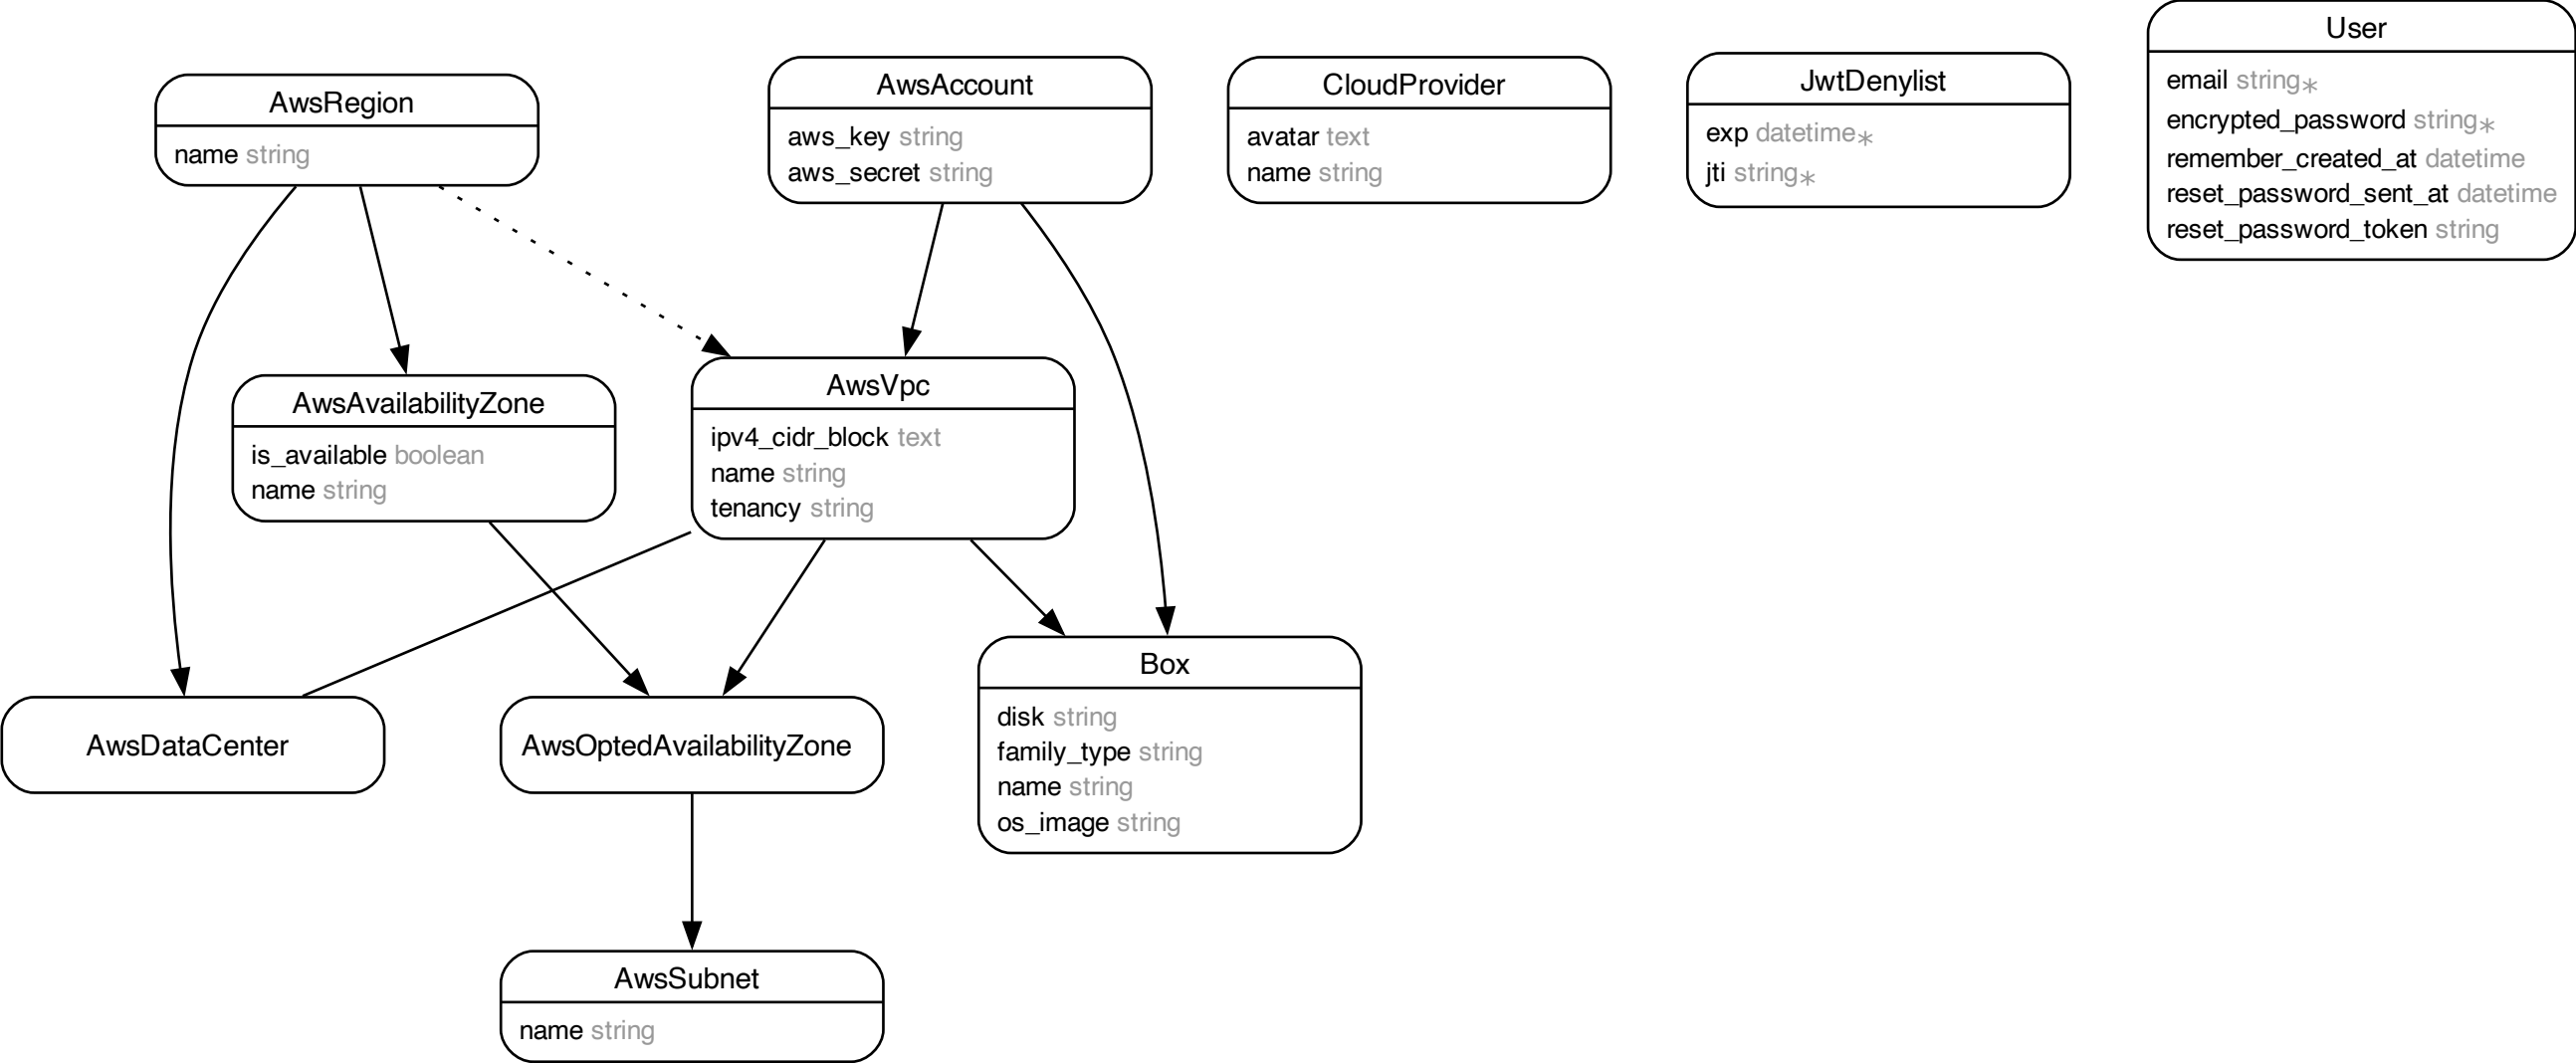 User
email string*
encrypted_password string*
remember_created_at datetime
reset_password_sent_at datetime
reset_password_token string
AwsRegion
name string
AwsAccount
aws_key string
aws_secret string
CloudProvider
avatar text
name string
JwtDenylist
exp datetime*
jti string*
AwsAvailabilityZone
is_available boolean
name string
AwsVpc
ipv4_cidr_block text
name string
tenancy string
AwsDataCenter
AwsOptedAvailabilityZone
Box
disk string
family_type string
name string
os_image string
AwsSubnet
name string